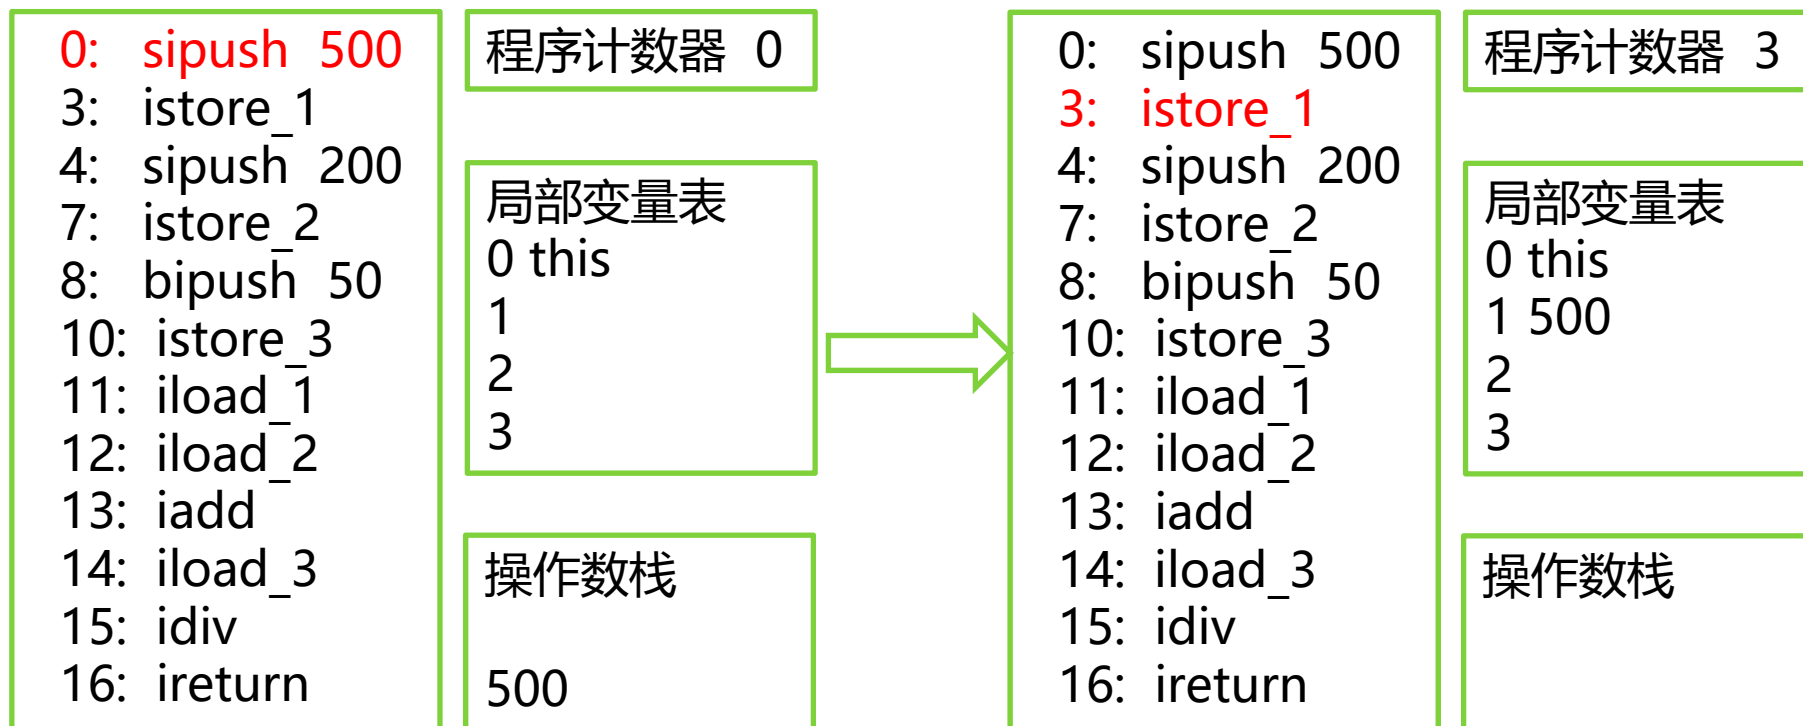 0: sipush 500
3: istore_1
4: sipush 200
7: istore_2
8: bipush 50
10: istore_3
11: iload_1
12: iload_2
13: iadd
14: iload_3
15: idiv
16: ireturn
程序计数器 0
局部变量表
0 this
1
2
3
操作数栈
500
0: sipush 500
3: istore_1
4: sipush 200
7: istore_2
8: bipush 50
10: istore_3
11: iload_1
12: iload_2
13: iadd
14: iload_3
15: idiv
16: ireturn
程序计数器 3
局部变量表
0 this
1 500
2
3
操作数栈